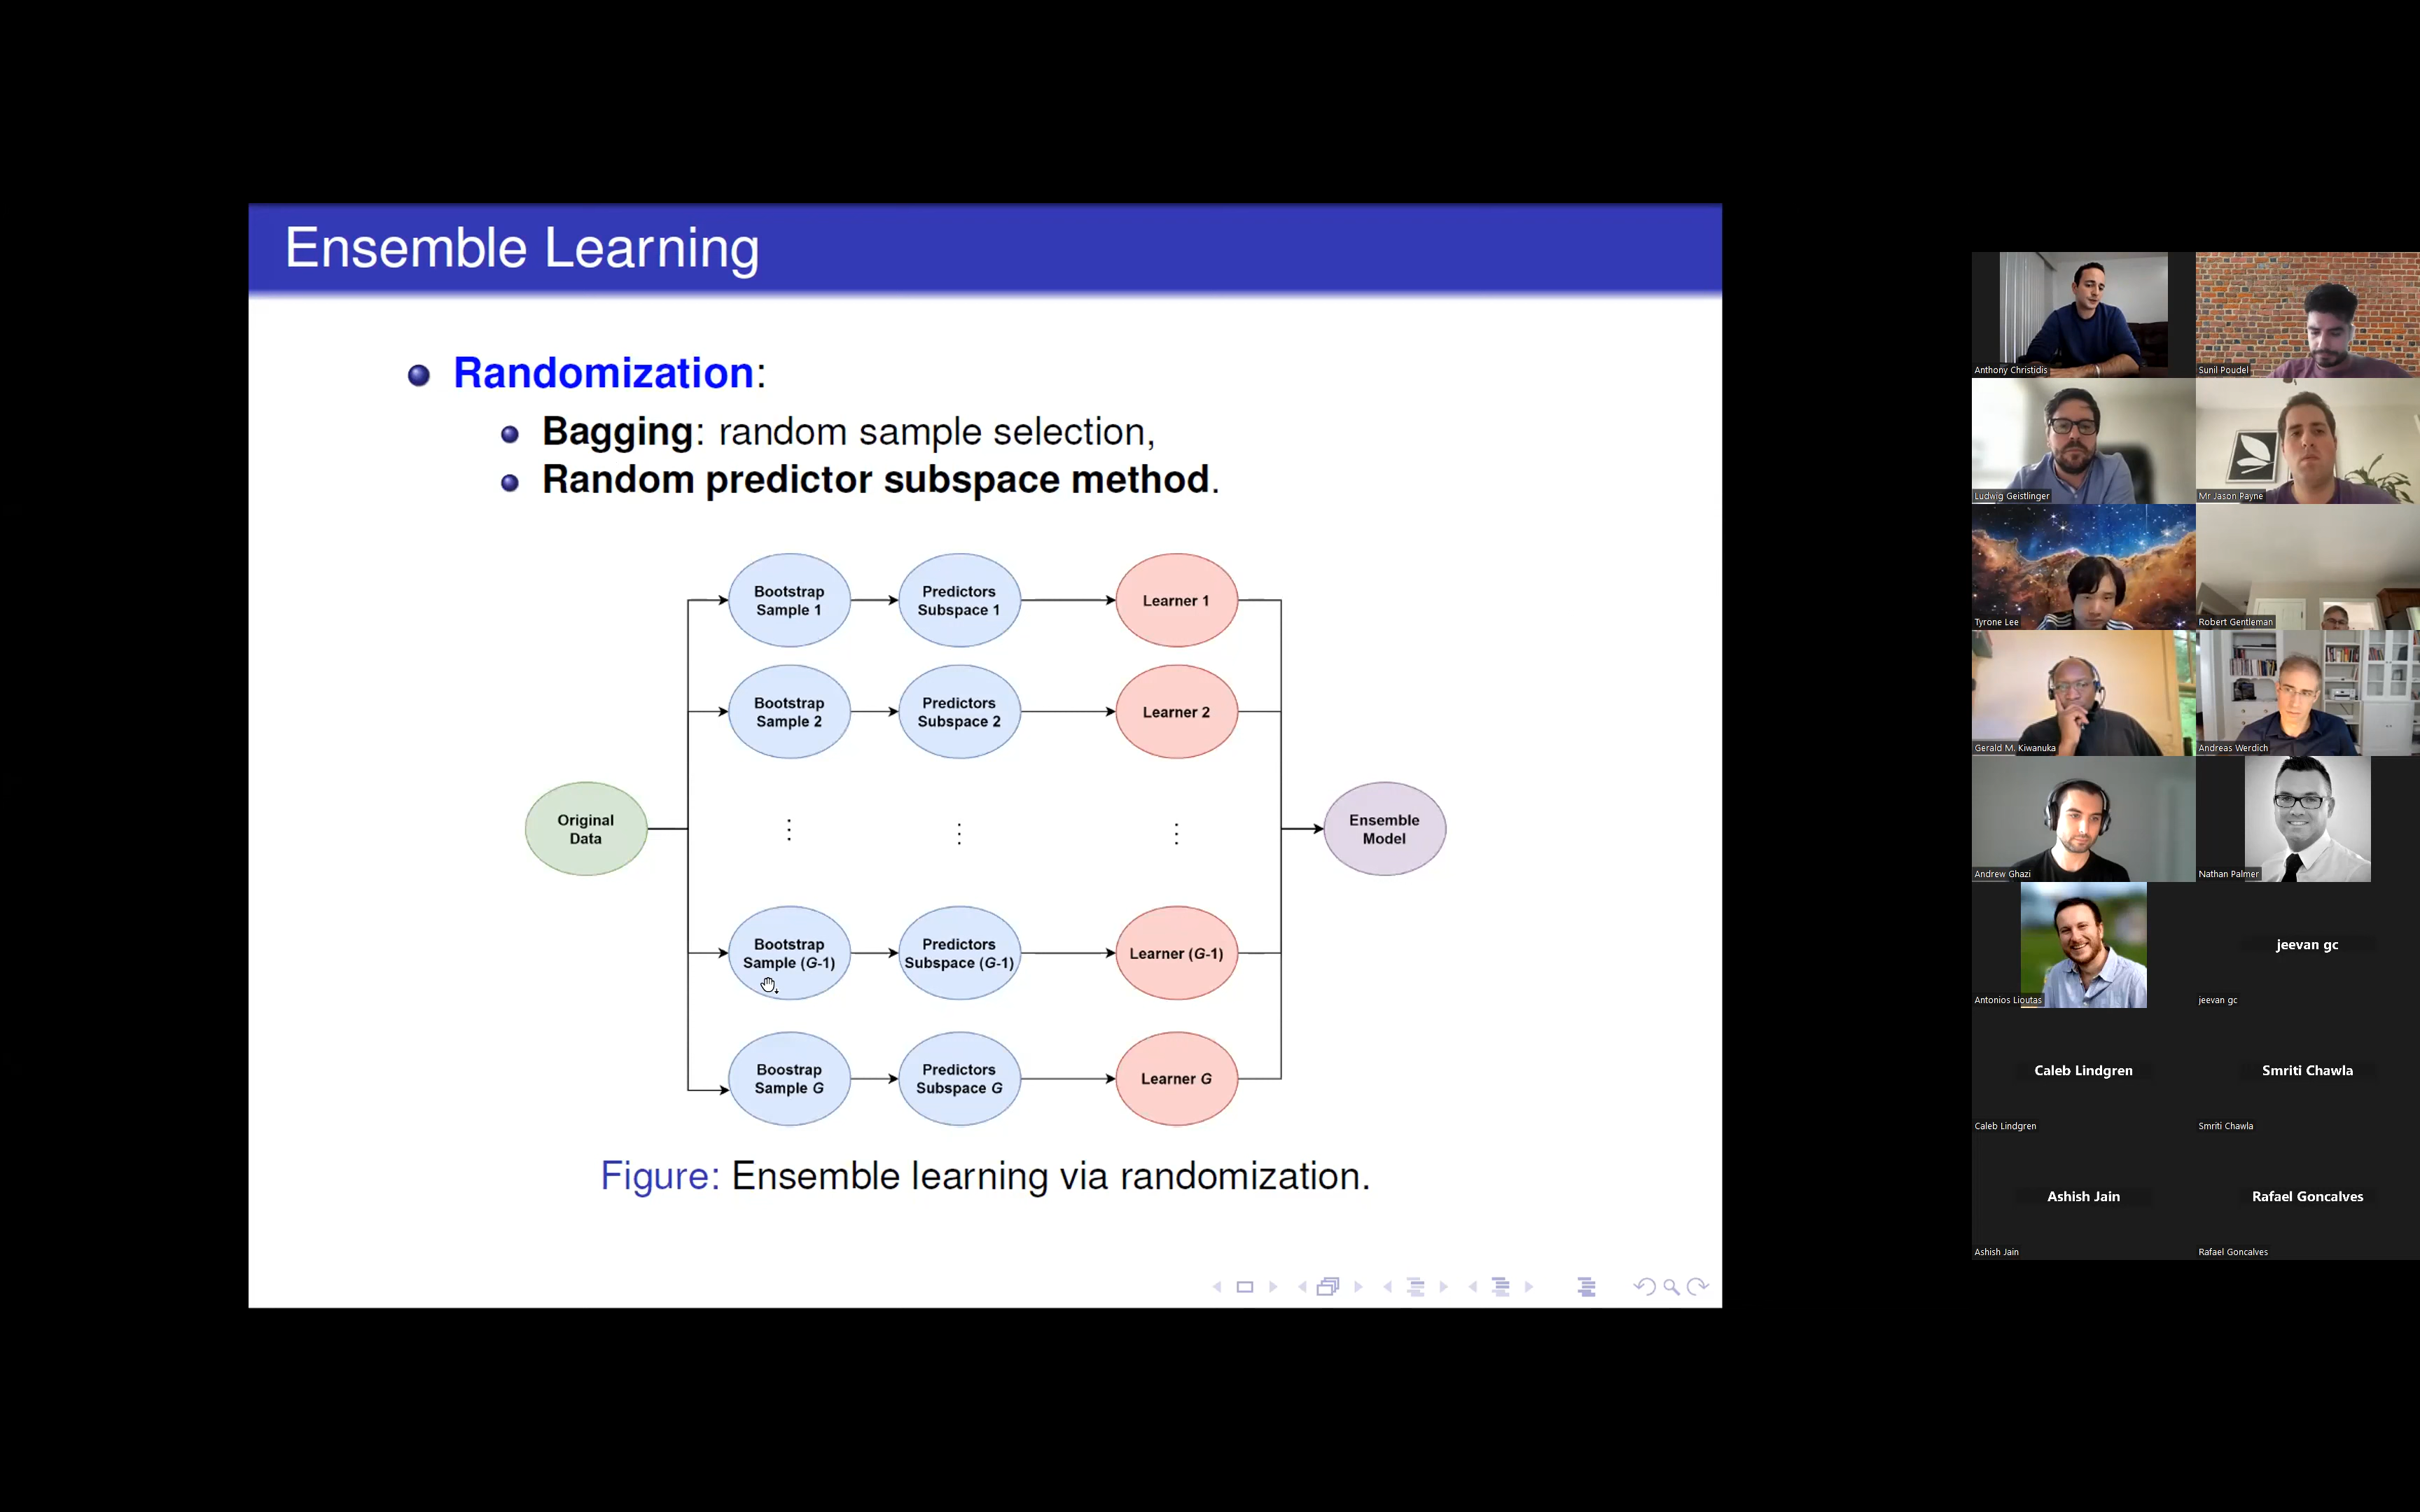 Ensemble Learning
Randomization:
Bagging: random sample selection,
Random predictor subspace method.
Bootstrap
Sample 1
Predictors
Subspace 1
Learner 1
Bootstrap
Sample 2
Predictors
Subspace 2
Learner 2
Original
Data
Ensemble
Model
Bootstrap
Sample (G-1)
Predictors
Subspace (G-1)
Learner (G-1)
Boostrap
Sample G
Predictors
Subspace G
Learner G
Figure: Ensemble learning via randomization.
Anthony Christidis
Sunil Poudel
Ludwig Geistlinger
Mr Jason Payne
Tyrone Lee
Robert Gentleman
Gerald M. Kiwanuka
Andreas Werdich
Andrew Ghazi
Nathan Palmer
Antonios Lioutas
jeevan gc
jeevan gc
Caleb Lindgren
Caleb Lindgren
Smriti Chawla
Smriti Chawla
Ashish Jain
Ashish Jain
Rafael Goncalves
Rafael Goncalves